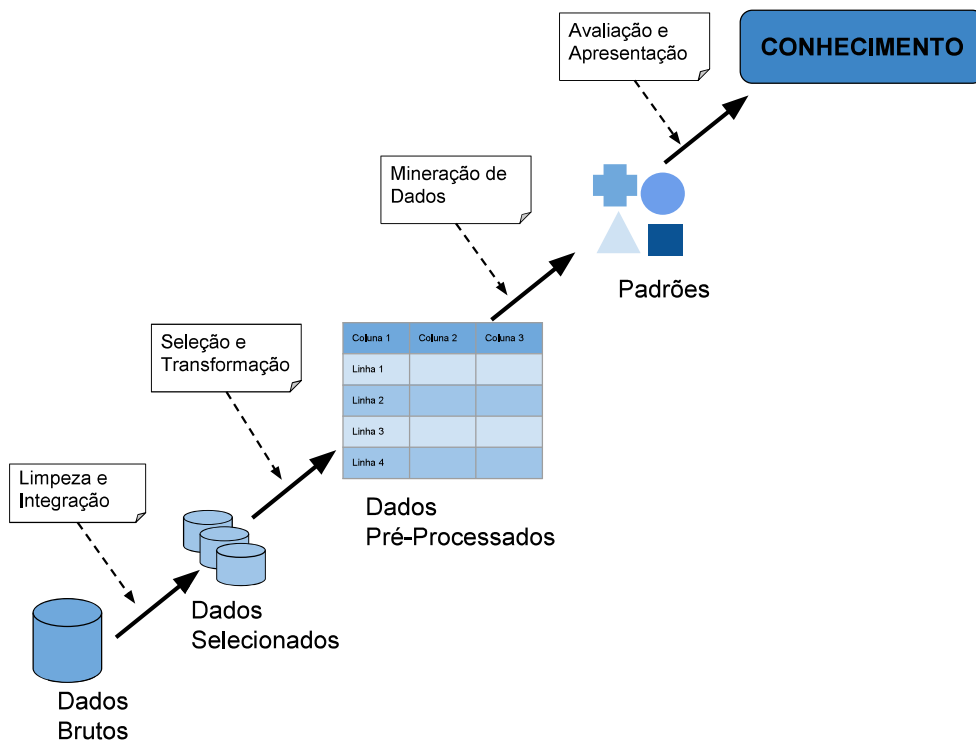 Avaliação e
Apresentação
CONHECIMENTO
Mineração de
Dados
Padrões
Seleção e
Transformação
Coluna 1 Coluna 2 Coluna 3
Linha 1
Linha 2
Linha 3
Linha 4
Dados
Pré-Processados
Limpeza e
Integração
Dados
Selecionados
Dados
Brutos